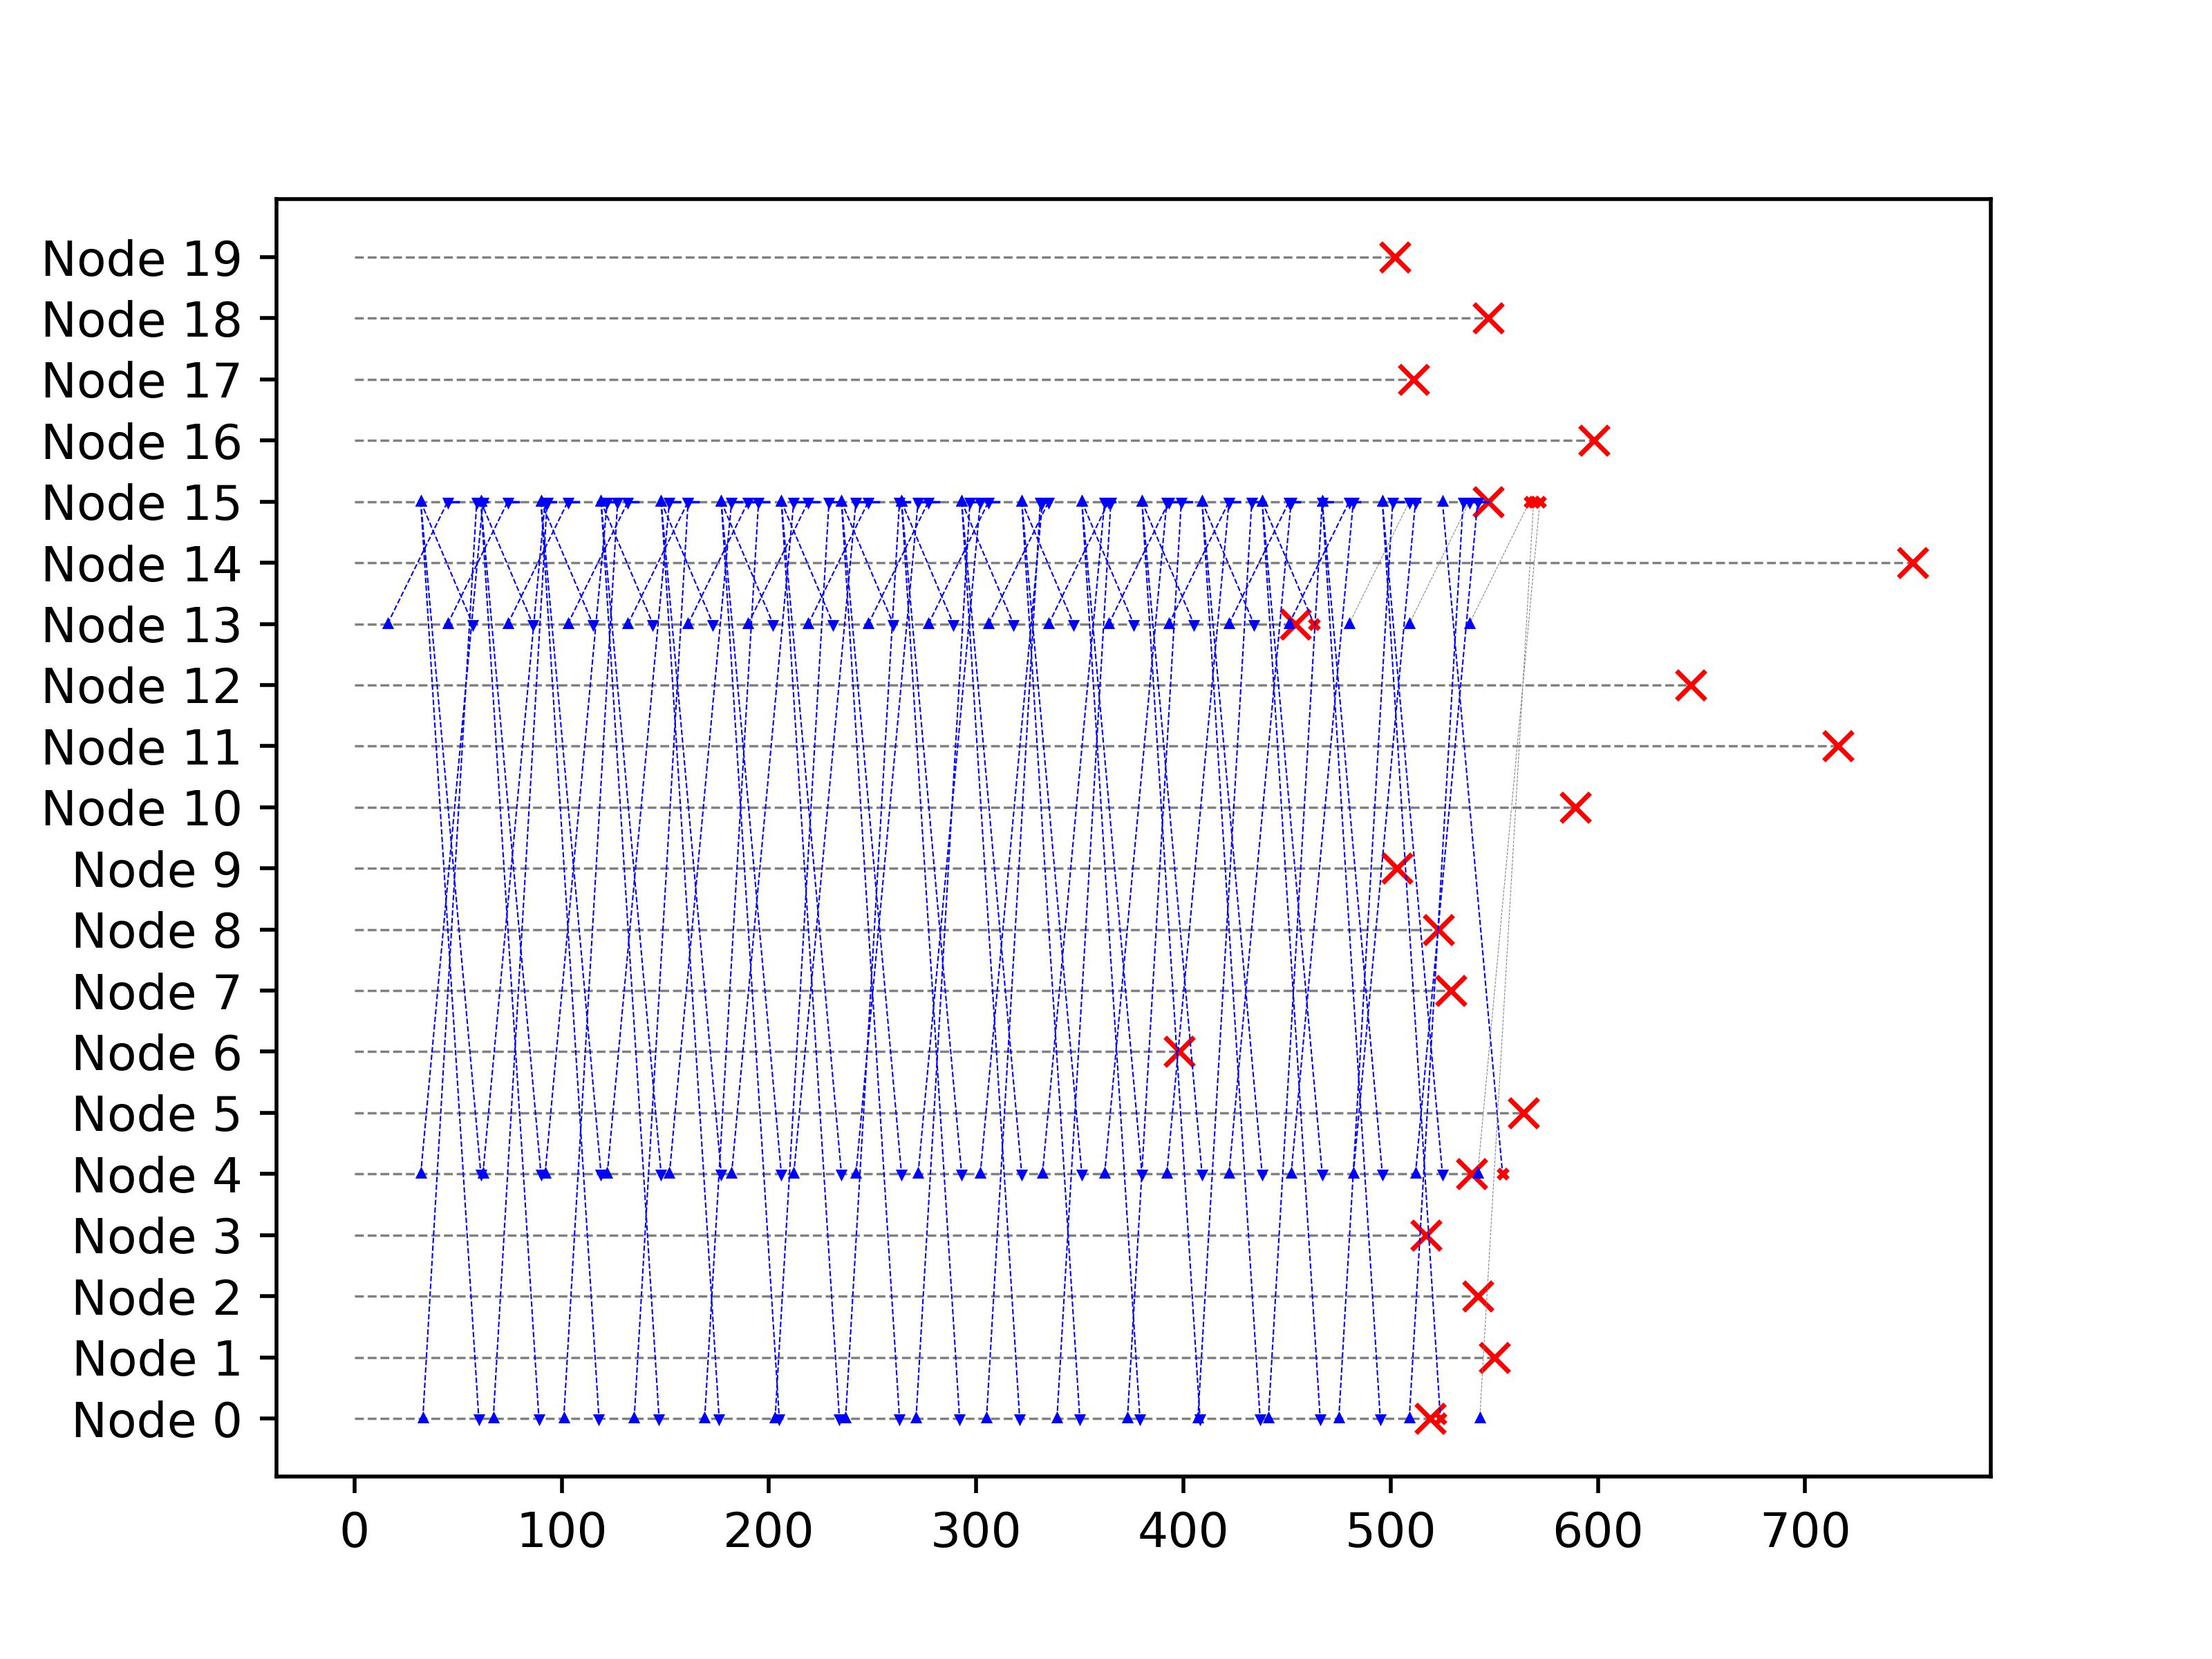 Node 19
Node 18
Node 17
Node 16
Node 15
Node 14
Node 13
Node 12
Node 11
Node 10
Node 9
Node 8
Node 7
Node 6
Node 5
Node 4
Node 3
Node 2
Node 1
Node 0
0 100 200 300 400 500 600 700